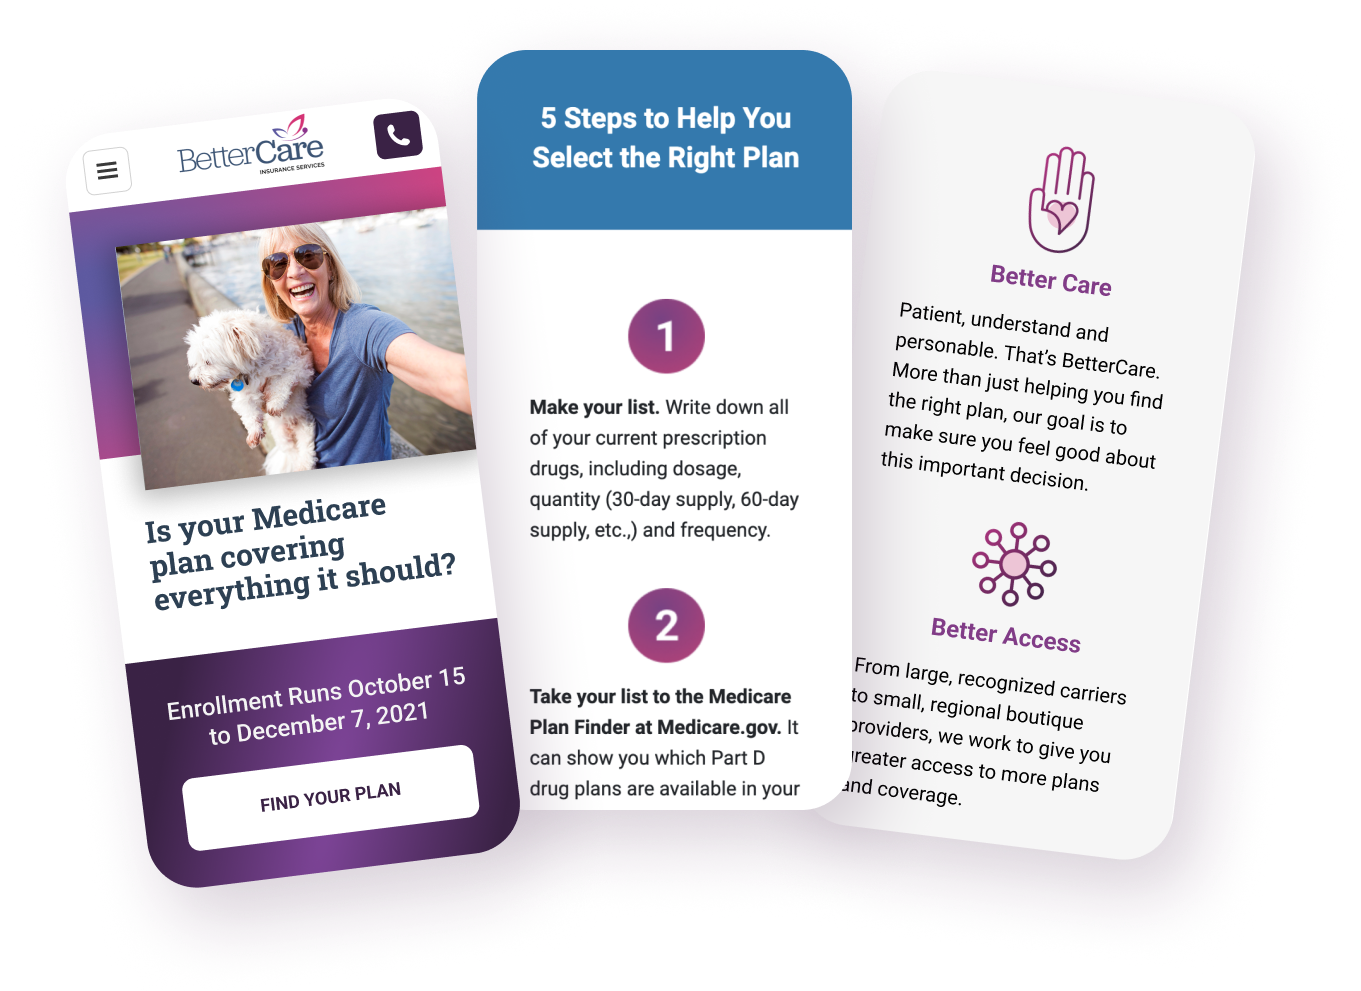 BetterCare
INSURANCE SERVICES
Is your Medicare
plan covering
everything it should?
Enrollment Runs October 15
to December 7, 2021
FIND YOUR PLAN
5 Steps to Help You
Select the Right Plan
1
Make your list. Write down all
of your current prescription
drugs, including dosage,
quantity (30-day supply, 60-day
supply, etc.,) and frequency.
2
Take your list to the Medicare
Plan Finder at Medicare.gov. It
can show you which Part D
drug plans are available in your
Better Care
Patient, understand and
personable. That's BetterCare.
More than just helping you find
the right plan, our goal is to
make sure you feel good about
this important decision.
Better Access
From large, recognized carriers
to small, regional boutique
providers, we work to give you
greater access to more plans
and coverage.